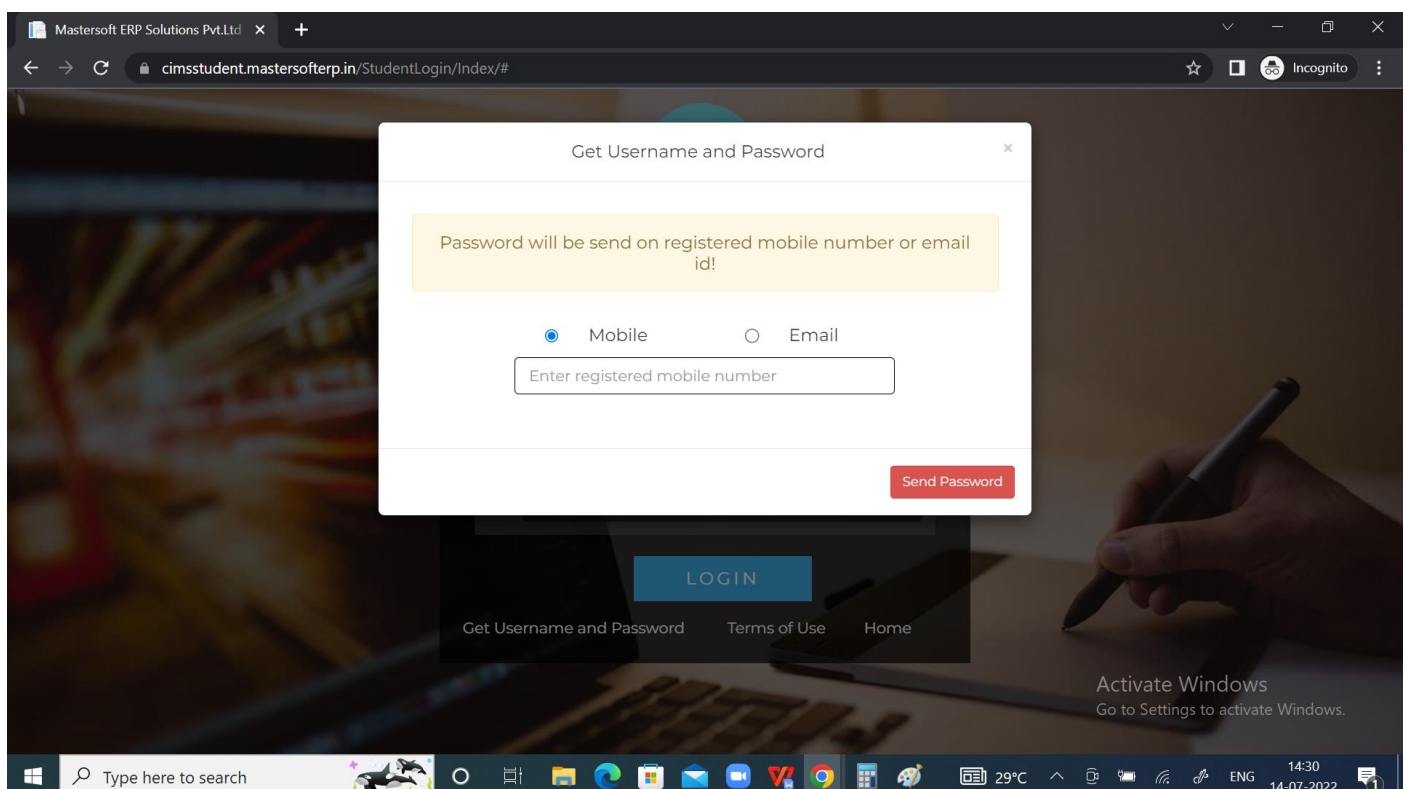 Mastersoft ERP Solutions Pvt.Ltd
cimsstudent.mastersofterp.in/StudentLogin/Index/#
Incognito
Get Username and Password
Password will be send on registered mobile number or email
id!
Mobile Email
Enter registered mobile number
Send Password
LOGIN
Get Username and Password Terms of Use Home
Activate Windows
Go to Settings to activate Windows.
Type here to search
29°C
ENG
14:30
14-07-2022
1